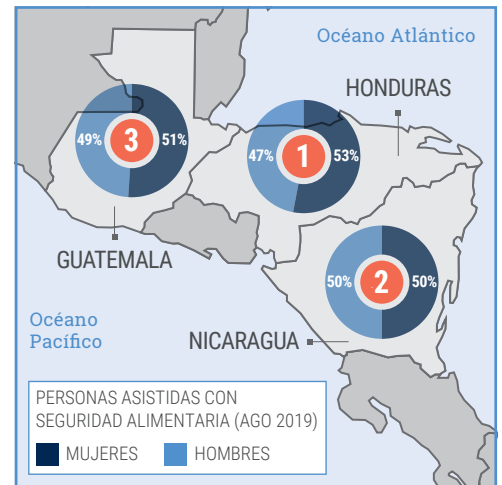 Océano Atlántico
HONDURAS
49% 3 51%
47% 1 53%
GUATEMALA
50% 2 50%
Océano
Pacífico
NICARAGUA
PERSONAS ASISTIDAS CON
SEGURIDAD ALIMENTARIA (AGO 2019)
MUJERES HOMBRES